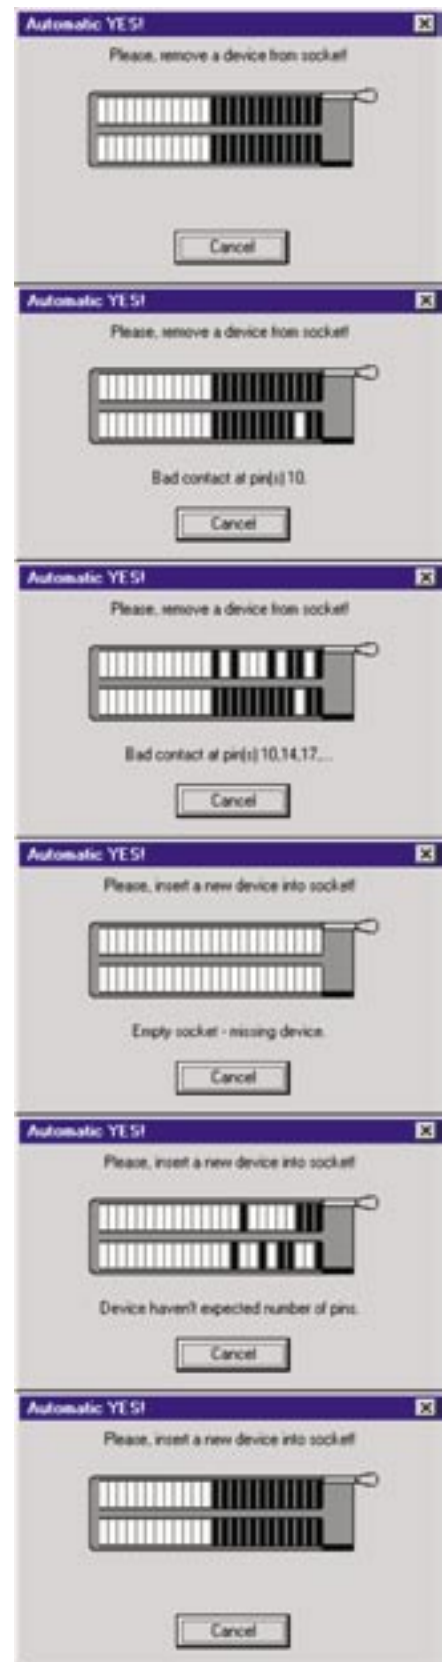 Automatic YES!
Please, remove a device from socket!
Cancel
Automatic YES!
Please, remove a device from socket!
Bad contact at pin(s) 10.
Cancel
Automatic YES!
Please, remove a device from socket!
Bad contact at pin(s) 10,14,17,...
Cancel
Automatic YES!
Please, insert a new device into socket!
Empty socket - missing device.
Cancel
Automatic YES!
Please, insert a new device into socket!
Device haven't expected number of pins.
Cancel
Automatic YES!
Please, insert a new device into socket!
Cancel